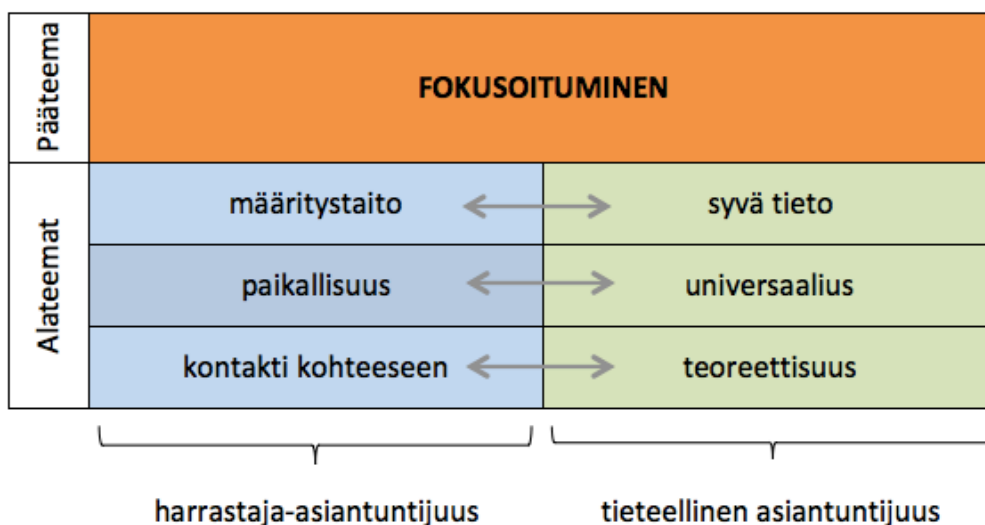 Pääteema
FOKUSOITUMINEN
Alateemat
määritystaito
syvä tieto
paikallisuus
universaalius
kontakti kohteeseen
teoreettisuus
harrastaja-asiantuntijuus
tieteellinen asiantuntijuus